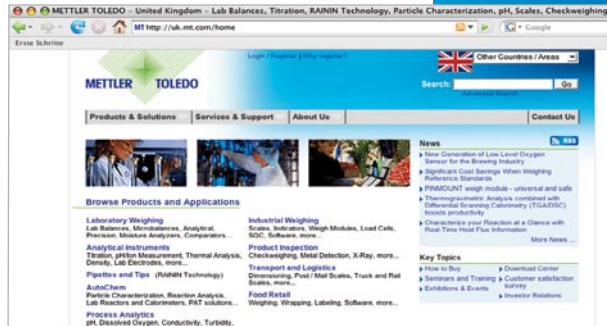 METTLER TOLEDO – United Kingdom – Lab Balances, Titration, RAININ Technology, Particle Characterization, pH, Scales, Checkweighing
http://uk.mt.com/home
Google
Erste Schritte
Login / Register | Why register?
Other Countries / Areas
METTLER TOLEDO
Search:
Go
Advanced Search
Products & Solutions
Services & Support
About Us
Contact Us
News
RSS
New Generation of Low Level Oxygen
Sensor for the Brewing
Industry
Significant Cost Savings When Weighing
Reference Standards
PINMOUNT weigh module - universal and safe
Thermogravimetric Analysis combined with
Differential Scanning Calorimetry (TGA/DSC)
boosts productivity
Characterize your Reaction at a Glance with
Real Time Heat Flux Information
More News ...
Browse Products and Applications
Laboratory Weighing
Lab Balances, Microbalances, Analytical,
Precision, Moisture Analyzers, Comparators...
Analytical Instruments
Titration, pH/Ion Measurement, Thermal Analysis,
Density, Lab Electrodes, more...
Pipettes and Tips (RAININ Technology)
AutoChem
Particle Characterization, Reaction Analysis,
Lab Reactors and Calorimeters, PAT solutions...
Process Analytics
pH, Dissolved Oxygen, Conductivity, Turbidity,
Industrial Weighing
Scales, Indicators, Weigh Modules, Load Cells,
SQC, Software, more...
Product Inspection
Checkweighing, Metal Detection, X-Ray, more...
Transport and Logistics
Dimensioning, Post / Mail Scales, Truck and Rail
Scales, more...
Food Retail
Weighing, Wrapping, Labeling, Software, more...
Key Topics
How to Buy
Seminars and Training
Exhibitions & Events
Download Center
Customer satisfaction
survey
Investor Relations